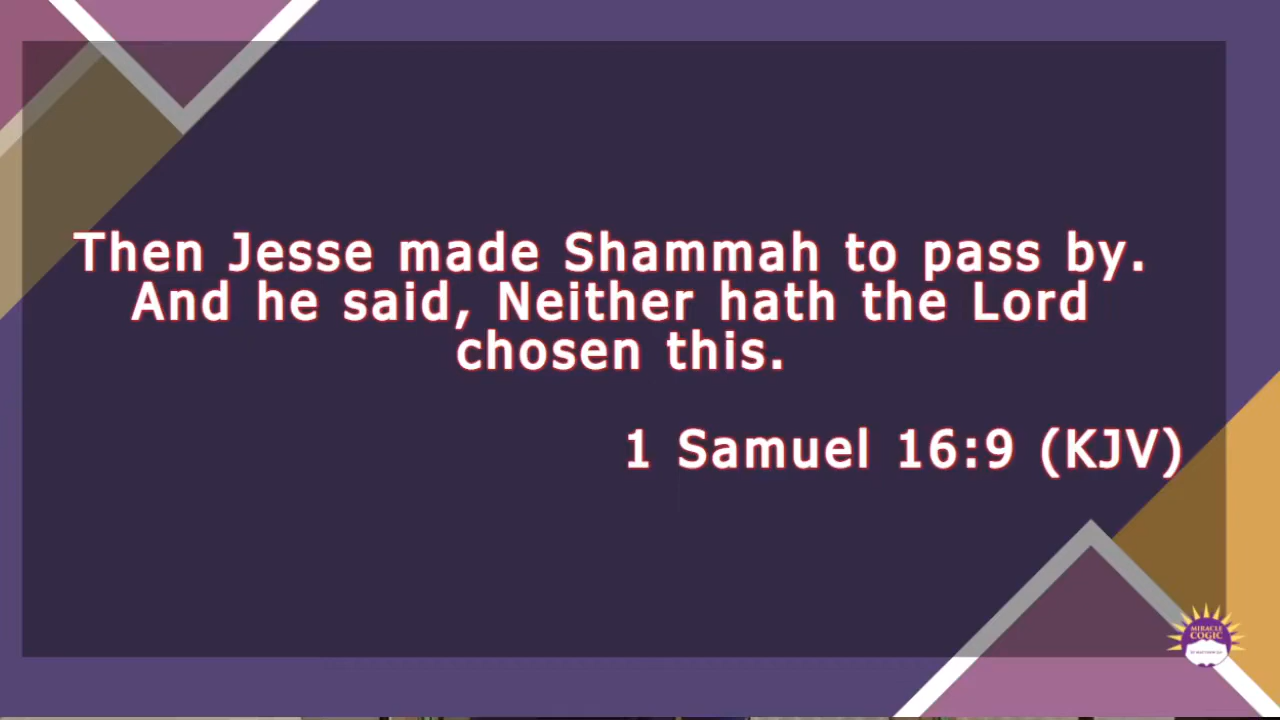 Then Jesse made Shammah to pass by.
And he said, Neither hath the Lord
chosen this.
1 Samuel 16:9 (KJV)
MIRACLE
COGIC